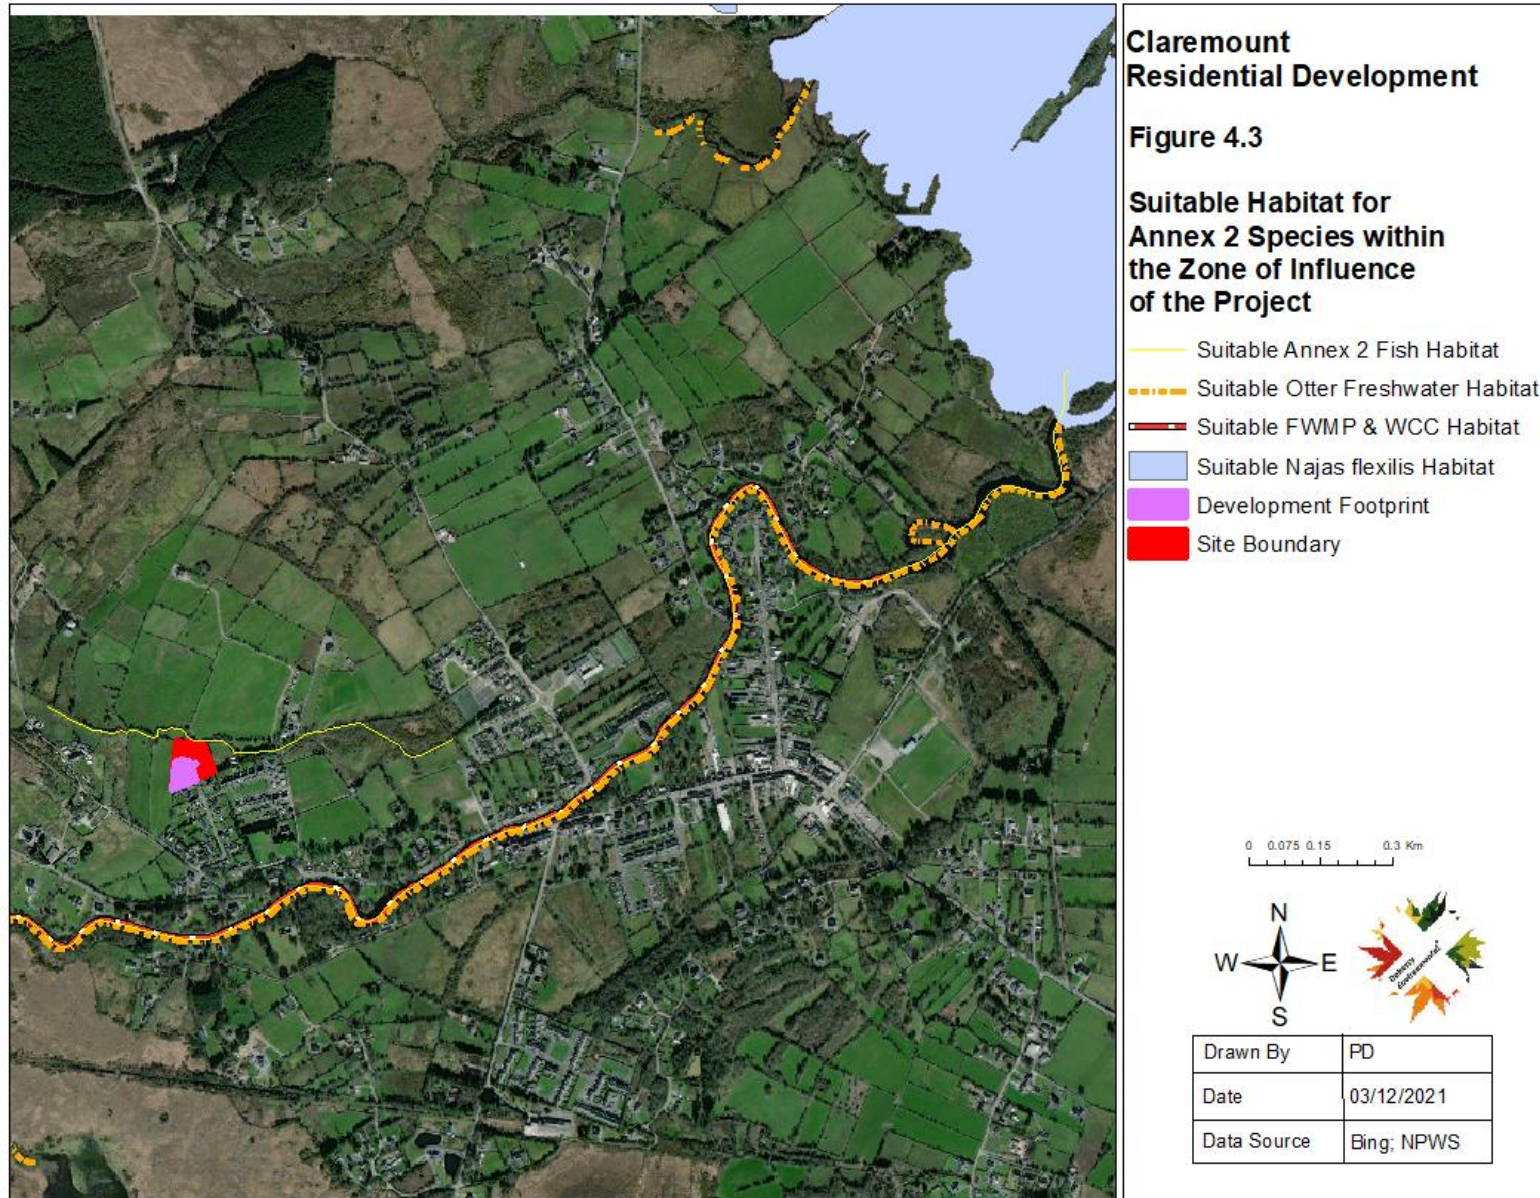 Claremount
Residential Development
Figure 4.3
Suitable Habitat for
Annex 2 Species within
the Zone of Influence
of the Project
Suitable Annex 2 Fish Habitat
Suitable Otter Freshwater Habitat
Suitable FWMP & WCC Habitat
Suitable Najas flexilis Habitat
Development Footprint
Site Boundary
0 0.075 0.15 0.3 Km
N
W E
S
Doherty
Environmental
Drawn By PD
Date 03/12/2021
Data Source Bing; NPWS